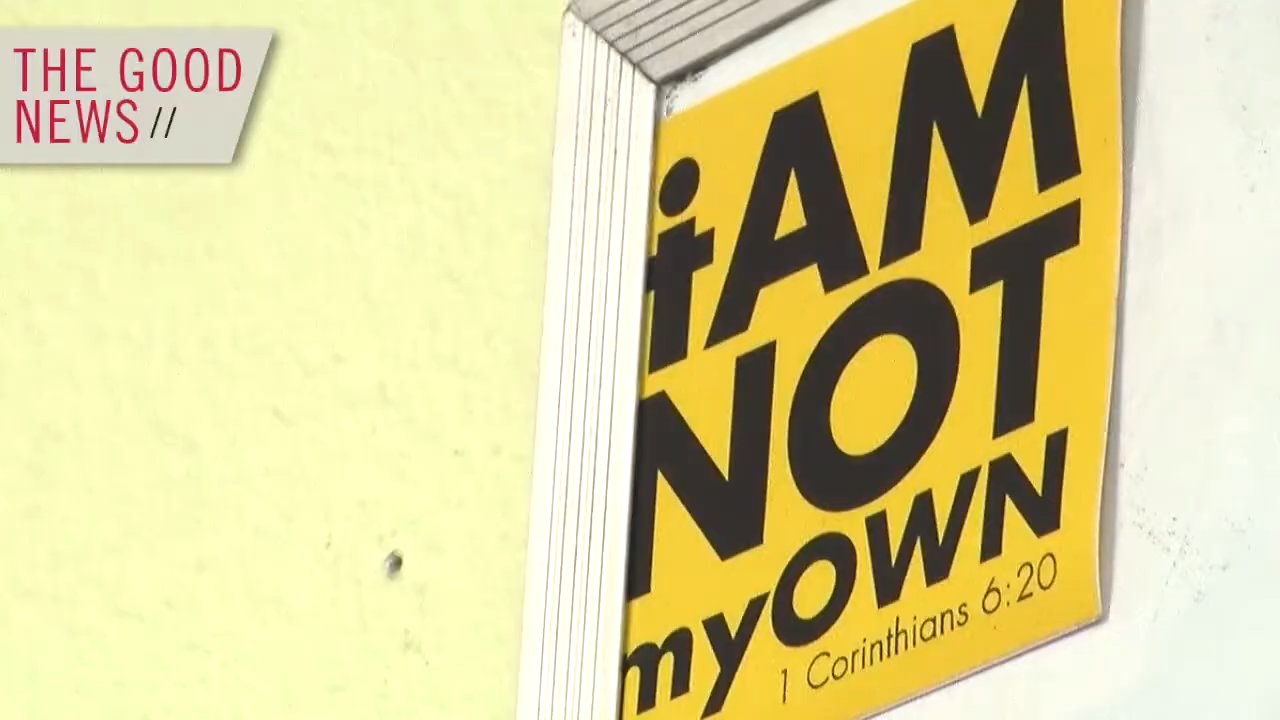 THE GOOD
NEWS//
iAM
NOT
myOWN
1 Corinthians 6:20